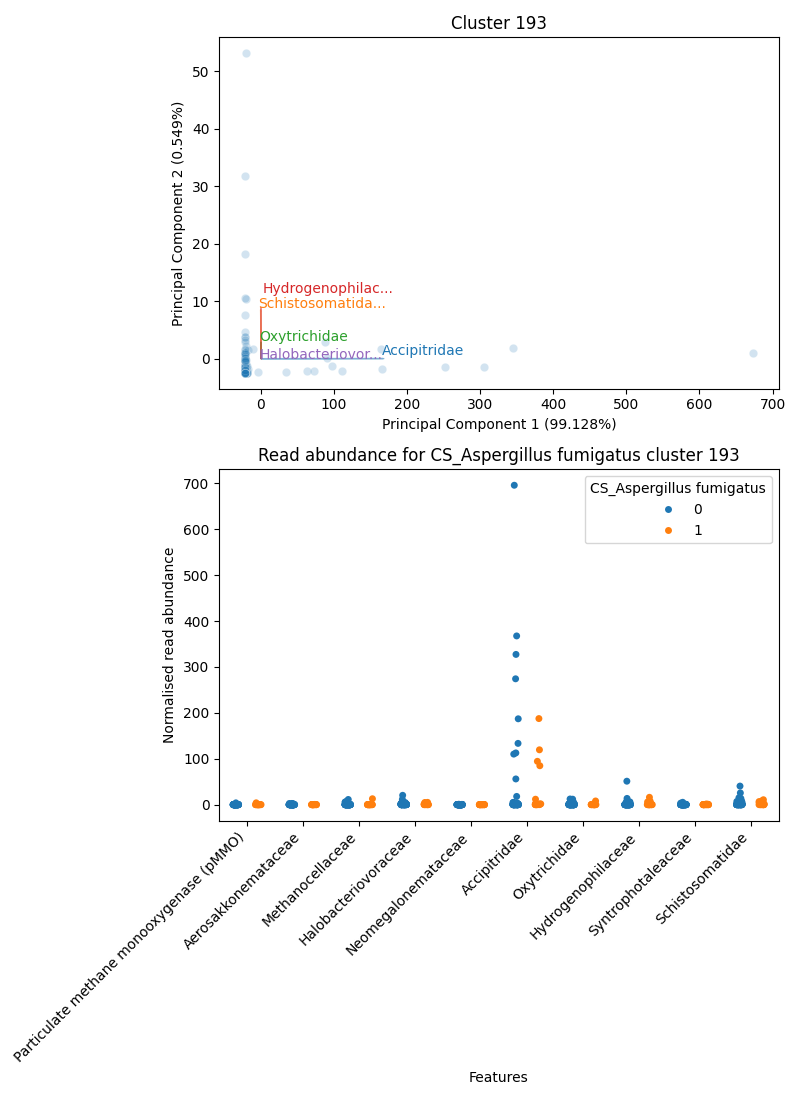 Cluster 193
Principal Component 2 (0.549%)
50
40
30
20
10
0
Hydrogenophilac...
Schistosomatida...
Oxytrichidae
Halobacteriovor...
Accipitridae
0 100 200 300 400 500 600 700
Principal Component 1 (99.128%)
Read abundance for CS_Aspergillus fumigatus cluster 193
Normalised read abundance
700
600
500
400
300
200
100
0
CS_Aspergillus fumigatus
0
1
Particulate methane monooxygenase (pMMO)
Aerosakkonemataceae
Methanocellaceae
Halobacteriovoraceae
Neomegalonemataceae
Accipitridae
Oxytrichidae
Hydrogenophilaceae
Syntrophotaleaceae
Schistosomatidae
Features